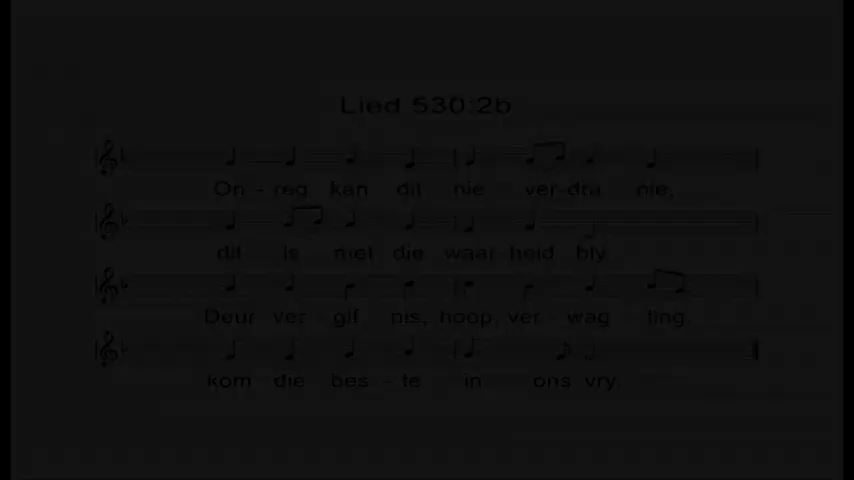 Lied 530:2b
On - reg kan dit nie ver-dra nie,
dit is met die waar heid bly.
Deur ver - gif - nis, hoop, ver - wag - ting,
kom die bes - te in ons vry.